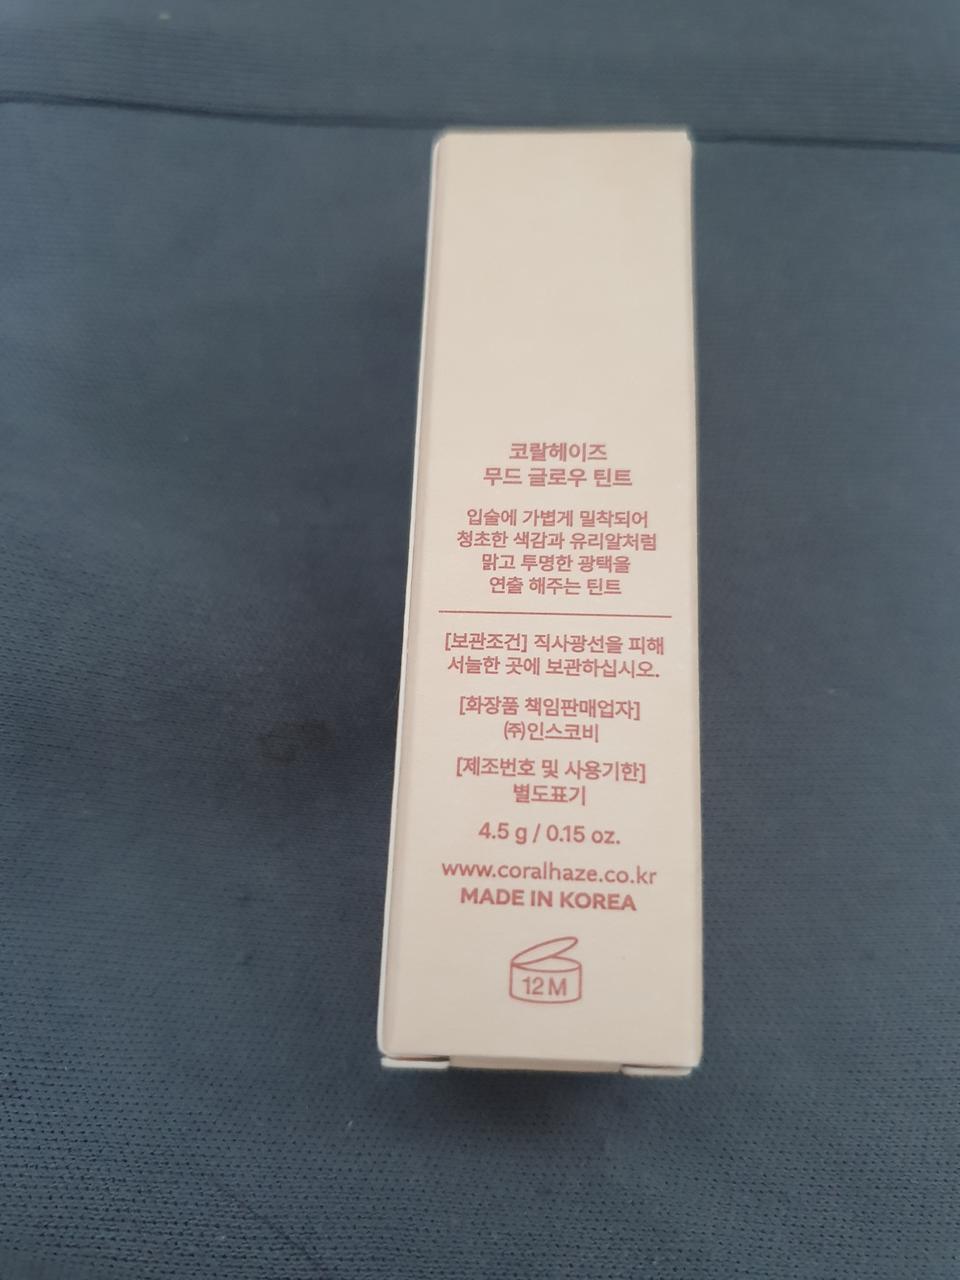 코랄헤이즈
무드 글로우 틴트
입술에 가볍게 밀착되어
청초한 색감과 유리알처럼
맑고 투명한 광택을
연출 해주는 틴트
[보관조건] 직사광선을 피해
서늘한 곳에 보관하십시오.
[화장품 책임판매업자]
㈜인스코비
[제조번호 및 사용기한]
별도표기
4.5 g / 0.15 oz.
www.coralhaze.co.kr
MADE IN KOREA
12M